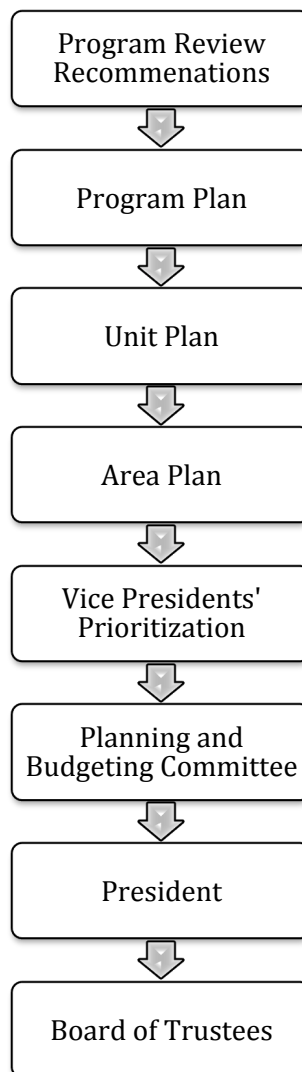 Program Review
Recommenations
Program Plan
Unit Plan
Area Plan
Vice Presidents'
Prioritization
Planning and
Budgeting Committee
President
Board of Trustees